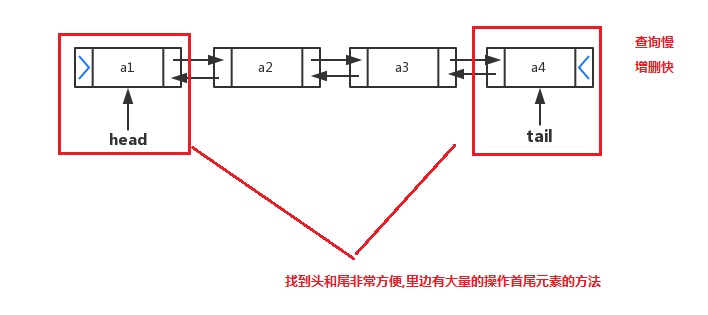 查询慢
增删快
a1 a2 a3 a4
head
tail
找到头和尾非常方便,里边有大量的操作首尾元素的方法